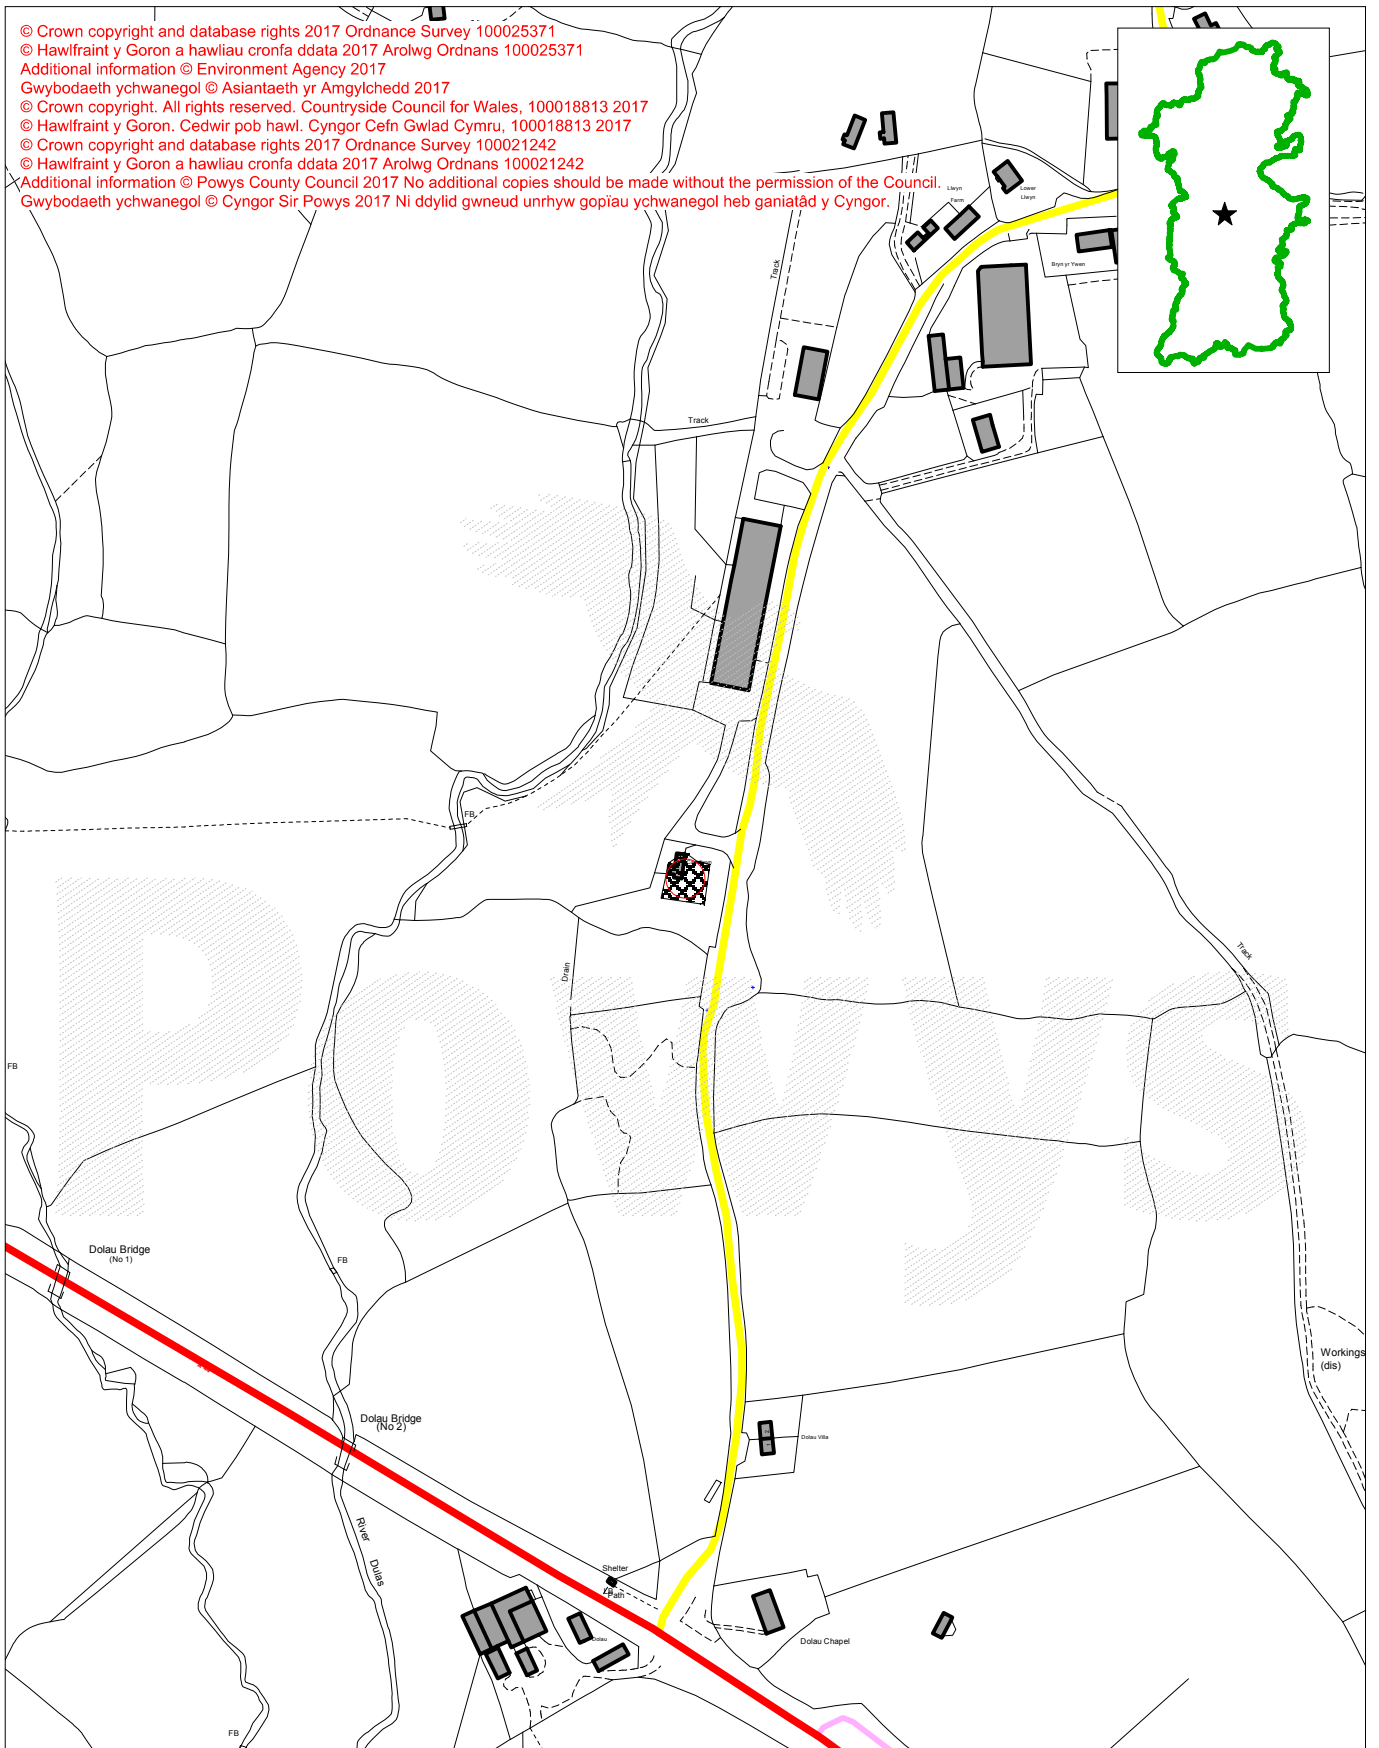 © Crown copyright and database rights 2017 Ordnance Survey 100025371
© Hawlfraint y Goron a hawliau cronfa ddata 2017 Arolwg Ordnans 100025371
Additional information © Environment Agency 2017
Gwybodaeth ychwanegol © Asiantaeth yr Amgylchedd 2017
© Crown copyright. All rights reserved. Countryside Council for Wales, 100018813 2017
© Hawlfraint y Goron. Cedwir pob hawl. Cyngor Cefn Gwlad Cymru, 100018813 2017
© Crown copyright and database rights 2017 Ordnance Survey 100021242
© Hawlfraint y Goron a hawliau cronfa ddata 2017 Arolwg Ordnans 100021242
Additional information © Powys County Council 2017 No additional copies should be made without the permission of the Council.
Gwybodaeth ychwanegol © Cyngor Sir Powys 2017 Ni ddylid gwneud unrhyw gopïau ychwanegol heb ganiatâd y Cyngor.
Llwyn
Farm
Lower
Llwyn
Bryn yr Ywen
Track
Track
FB
Drain
Track
Powys
FB
Dolau Bridge
(No 1)
FB
Workings
(dis)
Dolau Bridge
(No 2)
2
1
Dolau Villa
River Dulas
Shelter
LB
Path
Dolau
Dolau Chapel
FB